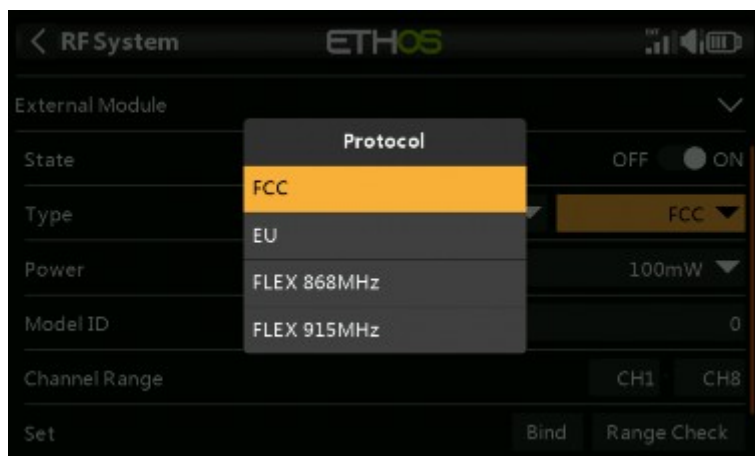 < RF System
ETHOS
External Module
Protocol
State
OFF
ON
FCC
Type
FCC
EU
Power
100mW
FLEX 868MHz
Model ID
0
FLEX 915MHz
Channel Range
CH1
CH8
Set
Bind
Range Check